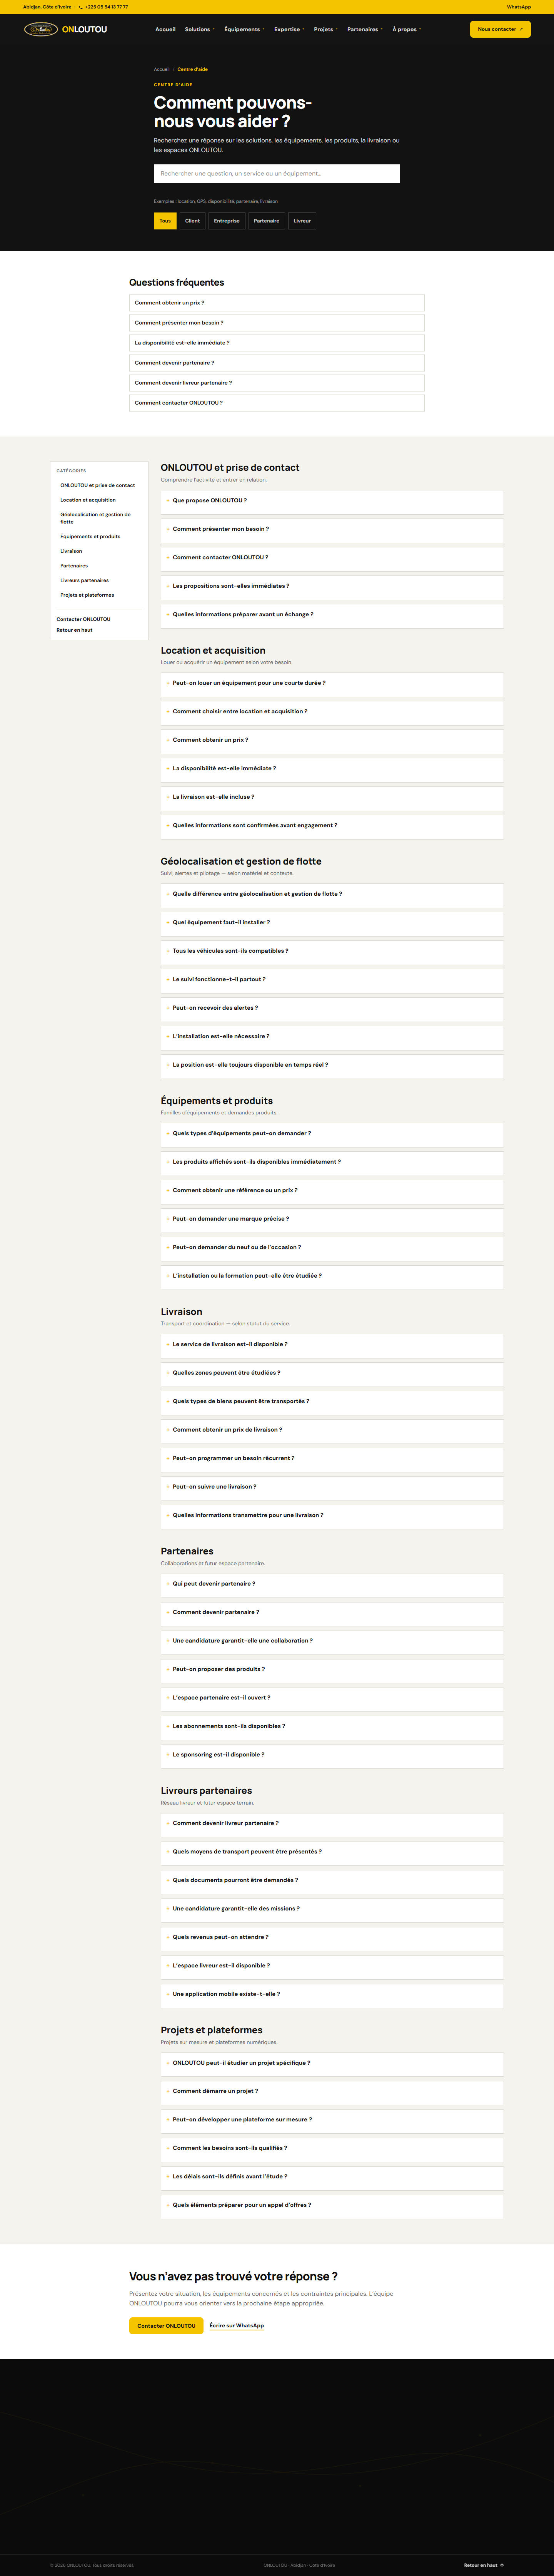 Abidjan, Côte d'Ivoire · +225 05 54 13 77 77
WhatsApp
ONLOUTOU
Accueil
Solutions
Équipements
Expertise
Projets
Partenaires
À propos
Nous contacter ↗
Accueil / Centre d'aide
CENTRE D'AIDE
Comment pouvons-
nous vous aider ?
Recherchez une réponse sur les solutions, les équipements, les produits, la livraison ou
les espaces ONLOUTOU.
Rechercher une question, un service ou un équipement…
Exemples : location, GPS, disponibilité, partenaire, livraison
Tous
Client
Entreprise
Partenaire
Livreur
Questions fréquentes
Comment obtenir un prix ?
Comment présenter mon besoin ?
La disponibilité est-elle immédiate ?
Comment devenir partenaire ?
Comment devenir livreur partenaire ?
Comment contacter ONLOUTOU ?
CATÉGORIES
ONLOUTOU et prise de contact
Location et acquisition
Géolocalisation et gestion de
flotte
Équipements et produits
Livraison
Partenaires
Livreurs partenaires
Projets et plateformes
Contacter ONLOUTOU
Retour en haut
ONLOUTOU et prise de contact
Comprendre l'activité et entrer en relation.
+ Que propose ONLOUTOU ?
+ Comment présenter mon besoin ?
+ Comment contacter ONLOUTOU ?
+ Les propositions sont-elles immédiates ?
+ Quelles informations préparer avant un échange ?
Location et acquisition
Louer ou acquérir un équipement selon votre besoin.
+ Peut-on louer un équipement pour une courte durée ?
+ Comment choisir entre location et acquisition ?
+ Comment obtenir un prix ?
+ La disponibilité est-elle immédiate ?
+ La livraison est-elle incluse ?
+ Quelles informations sont confirmées avant engagement ?
Géolocalisation et gestion de flotte
Suivi, alertes et pilotage — selon matériel et contexte.
+ Quelle différence entre géolocalisation et gestion de flotte ?
+ Quel équipement faut-il installer ?
+ Tous les véhicules sont-ils compatibles ?
+ Le suivi fonctionne-t-il partout ?
+ Peut-on recevoir des alertes ?
+ L'installation est-elle nécessaire ?
+ La position est-elle toujours disponible en temps réel ?
Équipements et produits
Familles d'équipements et demandes produits.
+ Quels types d'équipements peut-on demander ?
+ Les produits affichés sont-ils disponibles immédiatement ?
+ Comment obtenir une référence ou un prix ?
+ Peut-on demander une marque précise ?
+ Peut-on demander du neuf ou de l'occasion ?
+ L'installation ou la formation peut-elle être étudiée ?
Livraison
Transport et coordination — selon statut du service.
+ Le service de livraison est-il disponible ?
+ Quelles zones peuvent être étudiées ?
+ Quels types de biens peuvent être transportés ?
+ Comment obtenir un prix de livraison ?
+ Peut-on programmer un besoin récurrent ?
+ Peut-on suivre une livraison ?
+ Quelles informations transmettre pour une livraison ?
Partenaires
Collaborations et futur espace partenaire.
+ Qui peut devenir partenaire ?
+ Comment devenir partenaire ?
+ Une candidature garantit-elle une collaboration ?
+ Peut-on proposer des produits ?
+ L'espace partenaire est-il ouvert ?
+ Les abonnements sont-ils disponibles ?
+ Le sponsoring est-il disponible ?
Livreurs partenaires
Réseau livreur et futur espace terrain.
+ Comment devenir livreur partenaire ?
+ Quels moyens de transport peuvent être présentés ?
+ Quels documents pourront être demandés ?
+ Une candidature garantit-elle des missions ?
+ Quels revenus peut-on attendre ?
+ L'espace livreur est-il disponible ?
+ Une application mobile existe-t-elle ?
Projets et plateformes
Projets sur mesure et plateformes numériques.
+ ONLOUTOU peut-il étudier un projet spécifique ?
+ Comment démarre un projet ?
+ Peut-on développer une plateforme sur mesure ?
+ Comment les besoins sont-ils qualifiés ?
+ Les délais sont-ils définis avant l'étude ?
+ Quels éléments préparer pour un appel d'offres ?
Vous n'avez pas trouvé votre réponse ?
Présentez votre situation, les équipements concernés et les contraintes principales. L'équipe
ONLOUTOU pourra vous orienter vers la prochaine étape appropriée.
Contacter ONLOUTOU
Écrire sur WhatsApp
© 2026 ONLOUTOU. Tous droits réservés.
ONLOUTOU · Abidjan · Côte d'Ivoire
Retour en haut ↑